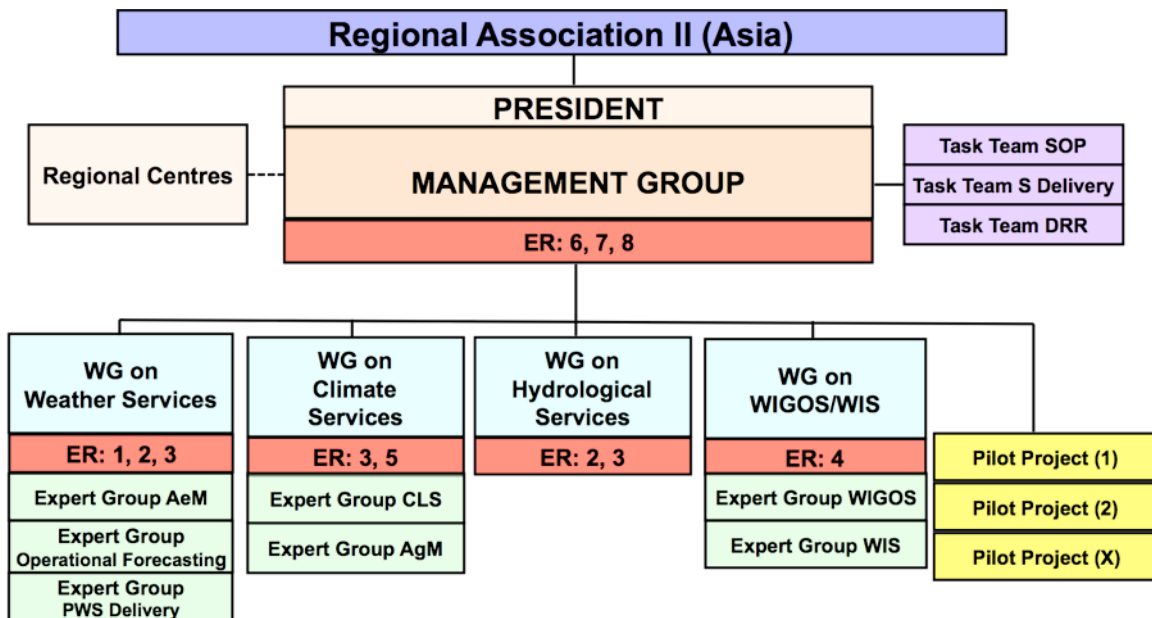 Regional Association II (Asia)
PRESIDENT
MANAGEMENT GROUP
ER: 6, 7, 8
Regional Centres
Task Team SOP
Task Team S Delivery
Task Team DRR
WG on
Weather Services
ER: 1, 2, 3
Expert Group AeM
Expert Group
Operational Forecasting
Expert Group
PWS Delivery
WG on
Climate
Services
ER: 3, 5
Expert Group CLS
Expert Group AgM
WG on
Hydrological
Services
ER: 2, 3
WG on
WIGOS/WIS
ER: 4
Expert Group WIGOS
Expert Group WIS
Pilot Project (1)
Pilot Project (2)
Pilot Project (X)